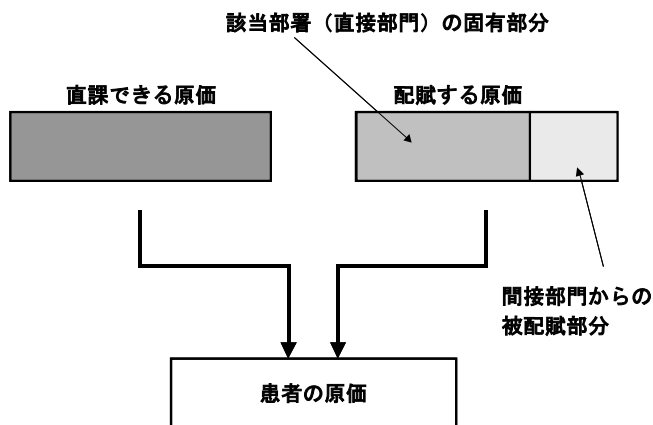 該当部署（直接部門）の固有部分
直課できる原価
配賦する原価
間接部門からの
被配賦部分
患者の原価